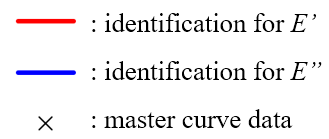 : identification for E’
: identification for E”
× : master curve data